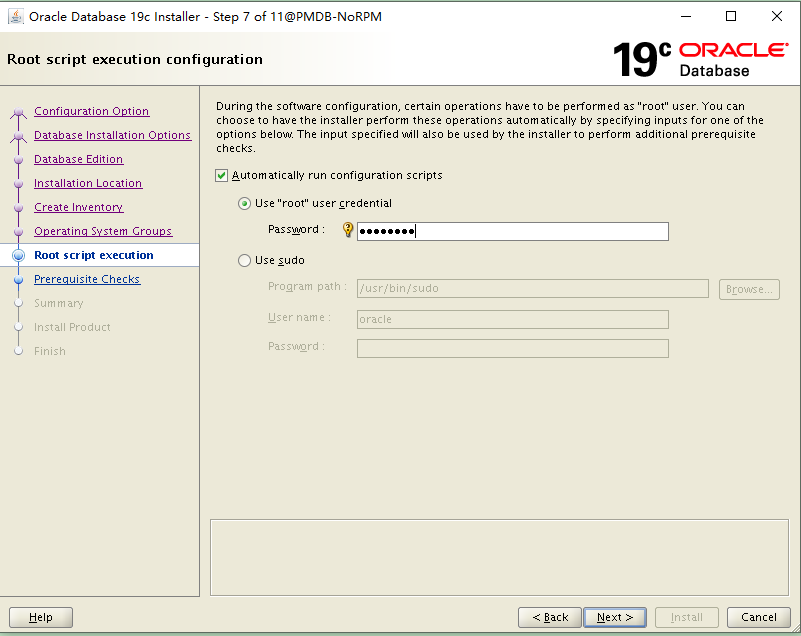 Oracle Database 19c Installer - Step 7 of 11@PMDB-NoRPM
Root script execution configuration
19c ORACLE
Database
Configuration Option
Database Installation Options
Database Edition
Installation Location
Create Inventory
Operating System Groups
Root script execution
Prerequisite Checks
Summary
Install Product
Finish
During the software configuration, certain operations have to be performed as "root" user. You can
choose to have the installer perform these operations automatically by specifying inputs for one of the
options below. The input specified will also be used by the installer to perform additional prerequisite
checks.
Automatically run configuration scripts
Use "root" user credential
Password : ●●●●●●●●
Use sudo
Program path : /usr/bin/sudo Browse...
User name : oracle
Password :
Help < Back Next > Install Cancel